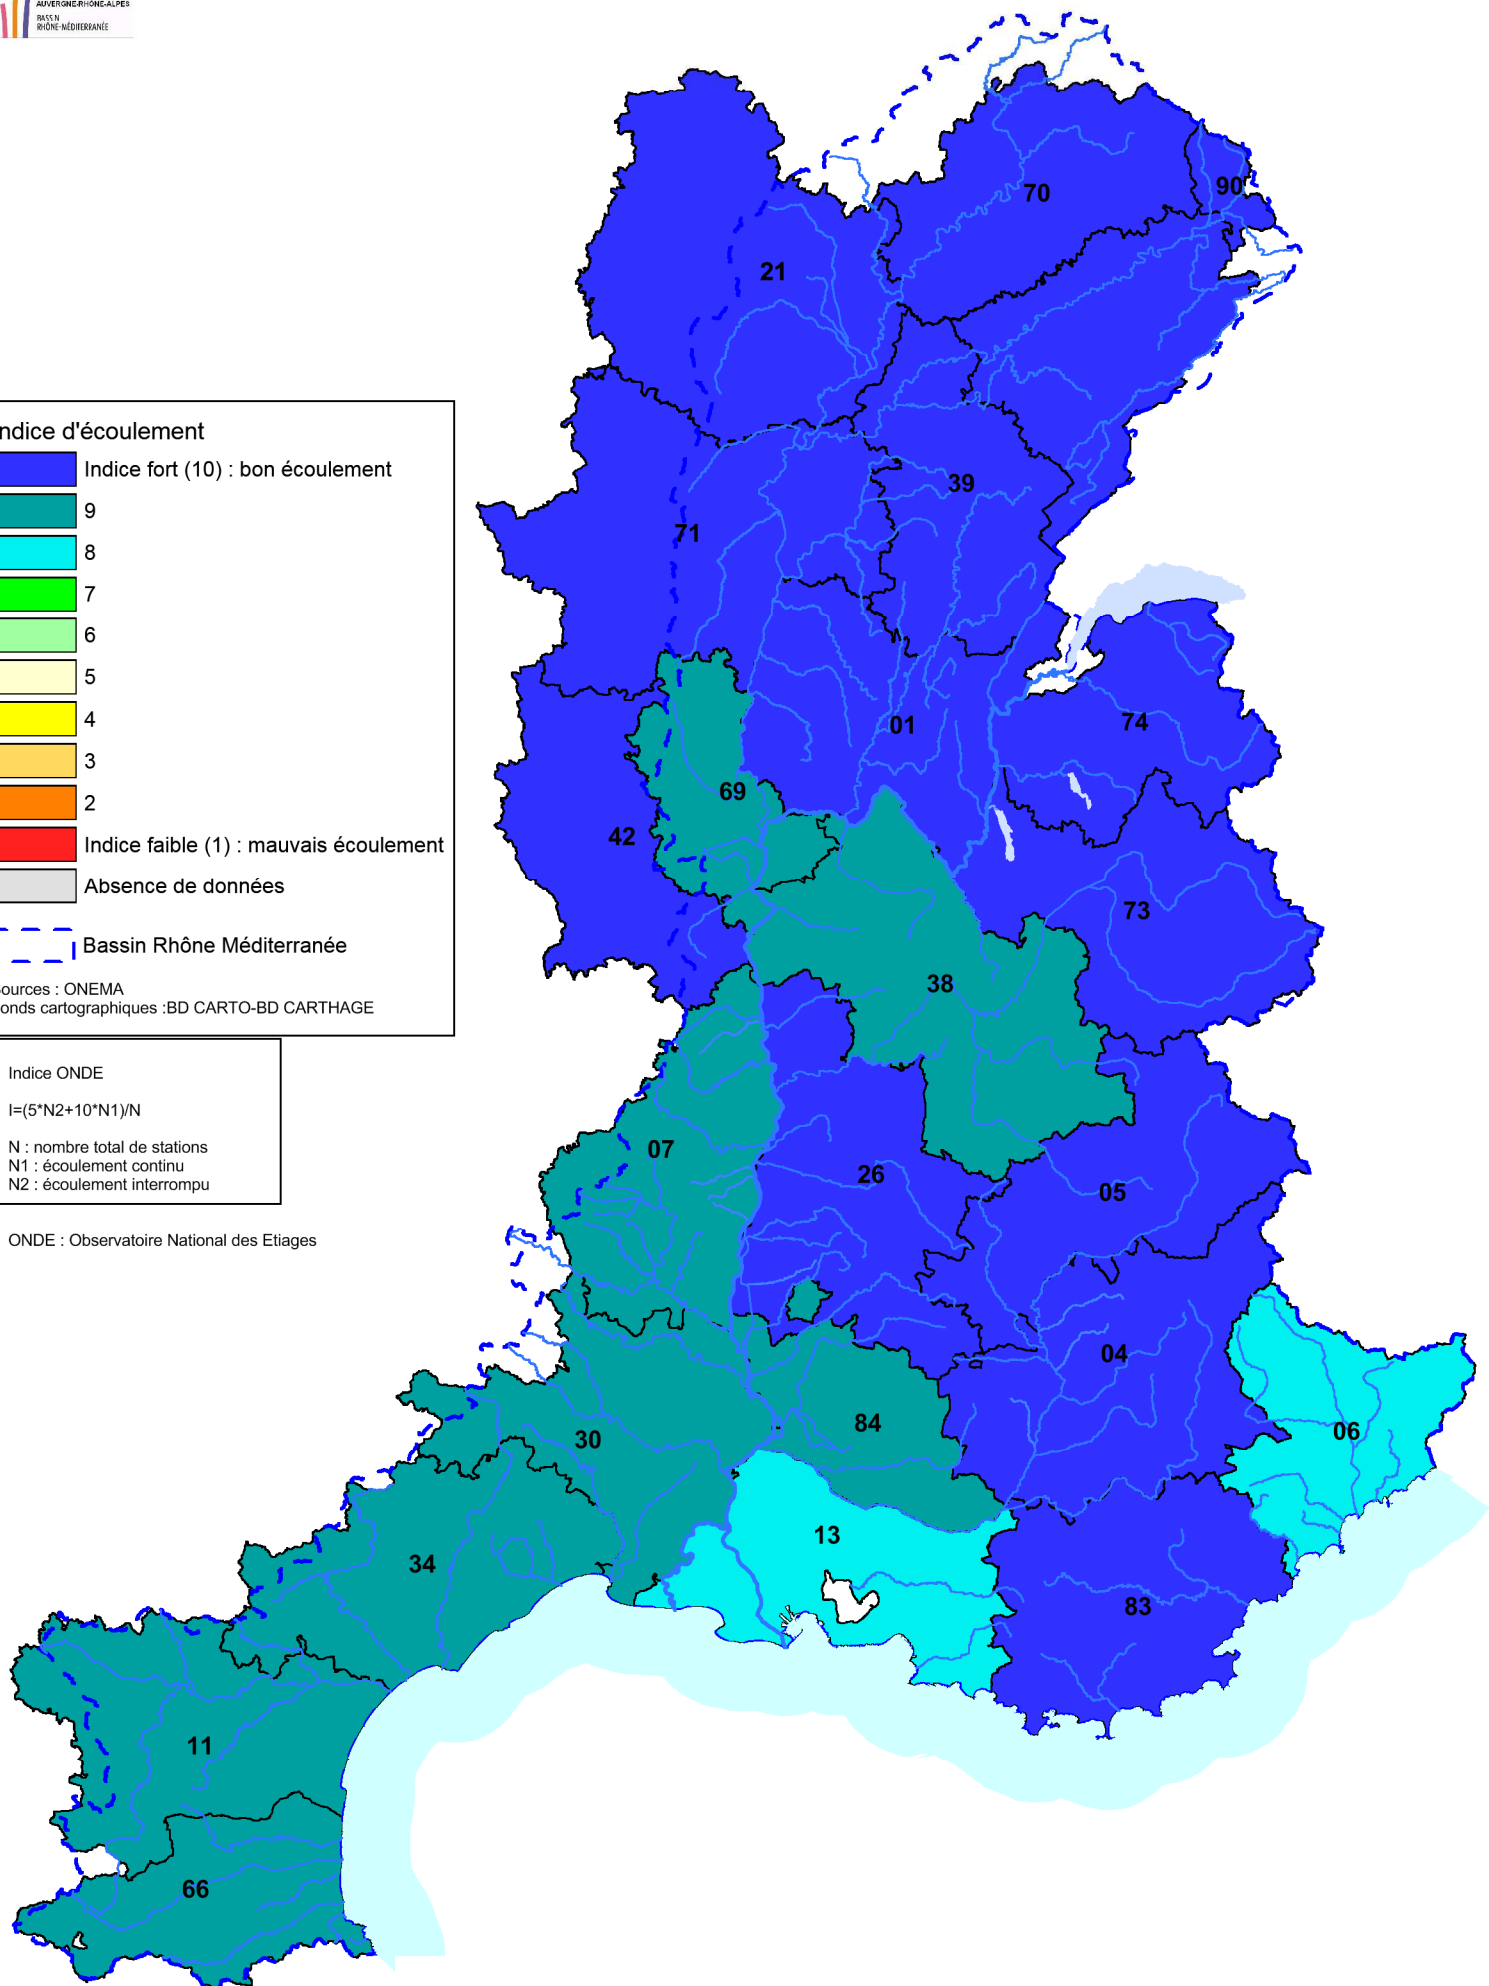 AUVERGNE-RHÔNE-ALPES
BASSIN
RHÔNE-MÉDITERRANÉE
70
90
21
39
71
ndice d'écoulement
Indice fort (10) : bon écoulement
9
8
7
6
5
4
3
2
Indice faible (1) : mauvais écoulement
Absence de données
Bassin Rhône Méditerranée
Sources : ONEMA
onds cartographiques :BD CARTO-BD CARTHAGE
74
01
69
42
73
38
Indice ONDE
I=(5*N2+10*N1)/N
N : nombre total de stations
N1 : écoulement continu
N2 : écoulement interrompu
ONDE : Observatoire National des Etiages
07
26
05
04
84
06
30
13
34
83
11
66